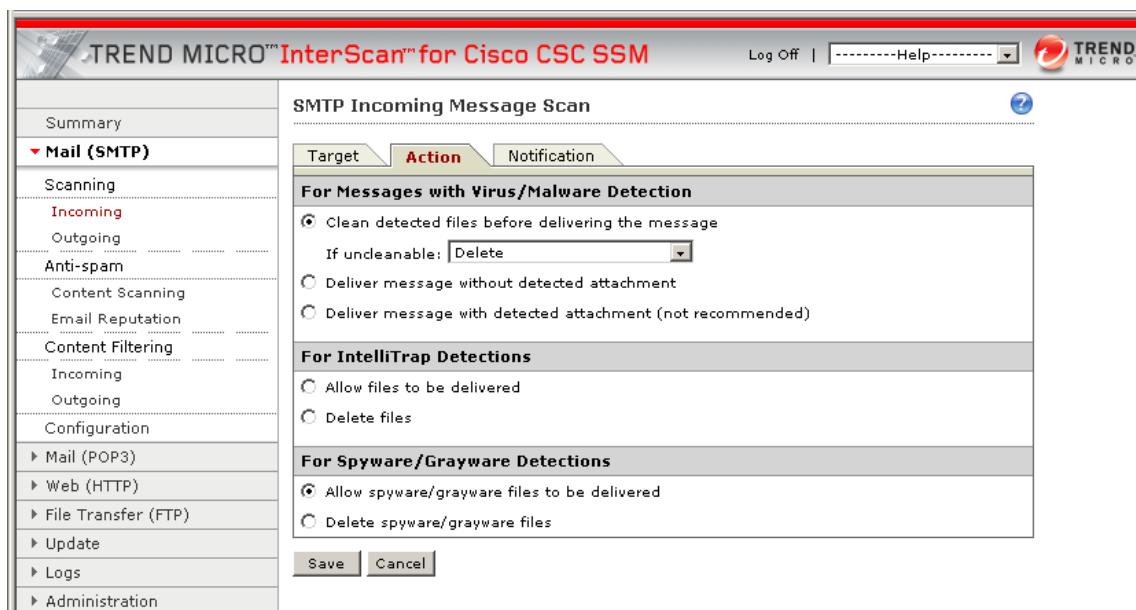 TREND MICRO™ InterScan™ for Cisco CSC SSM
Log Off | ---------Help---------
TREND
MICRO
Summary
Mail (SMTP)
Scanning
Incoming
Outgoing
Anti-spam
Content Scanning
Email Reputation
Content Filtering
Incoming
Outgoing
Configuration
Mail (POP3)
Web (HTTP)
File Transfer (FTP)
Update
Logs
Administration
SMTP Incoming Message Scan
?
Target Action Notification
For Messages with Virus/Malware Detection
Clean detected files before delivering the message
If uncleanable: Delete
Deliver message without detected attachment
Deliver message with detected attachment (not recommended)
For IntelliTrap Detections
Allow files to be delivered
Delete files
For Spyware/Grayware Detections
Allow spyware/grayware files to be delivered
Delete spyware/grayware files
Save Cancel